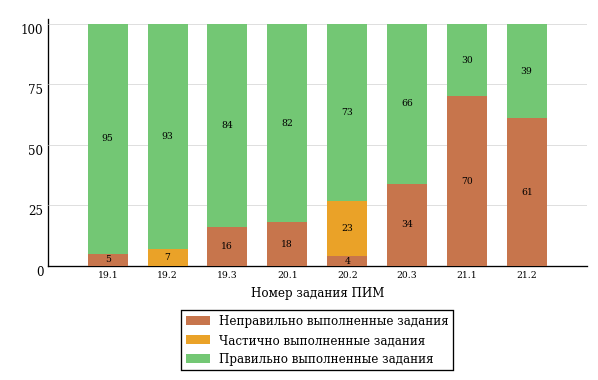 100
75
50
25
0
95 93 84 82 73 66 30 39
5 7 16 18 23 4 34 70 61
19.1 19.2 19.3 20.1 20.2 20.3 21.1 21.2
Номер задания ПИМ
Неправильно выполненные задания
Частично выполненные задания
Правильно выполненные задания